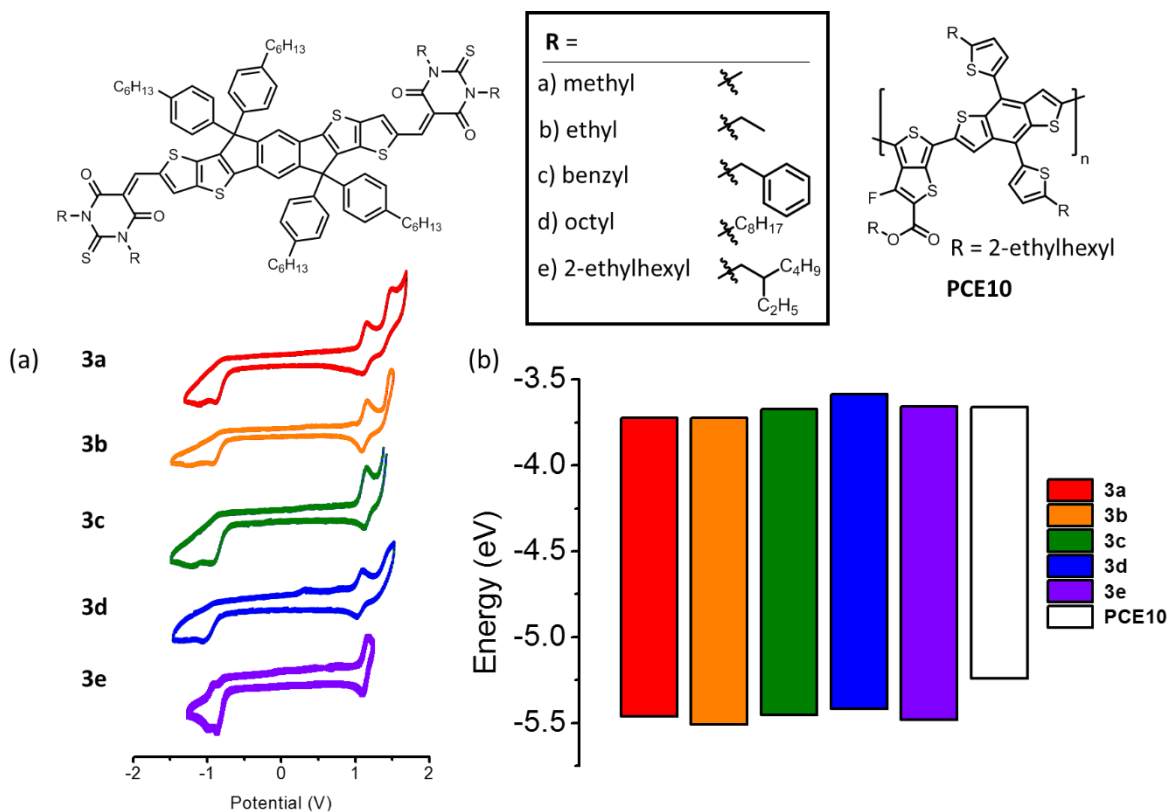 C6H13
C6H13
R
N
S
N
R
O
O
S
S
S
S
O
O
R
N
S
N
R
C6H13
C6H13
R =
a) methyl
b) ethyl
c) benzyl
d) octyl
C8H17
e) 2-ethylhexyl
C4H9
C2H5
R
S
S
S
S
S
n
F
S
S
R
R
O
O
R = 2-ethylhexyl
PCE10
(a)
3a
3b
3c
3d
3e
-2
-1
0
1
2
Potential (V)
(b)
-3.5
-4.0
-4.5
-5.0
-5.5
Energy (eV)
3a
3b
3c
3d
3e
PCE10